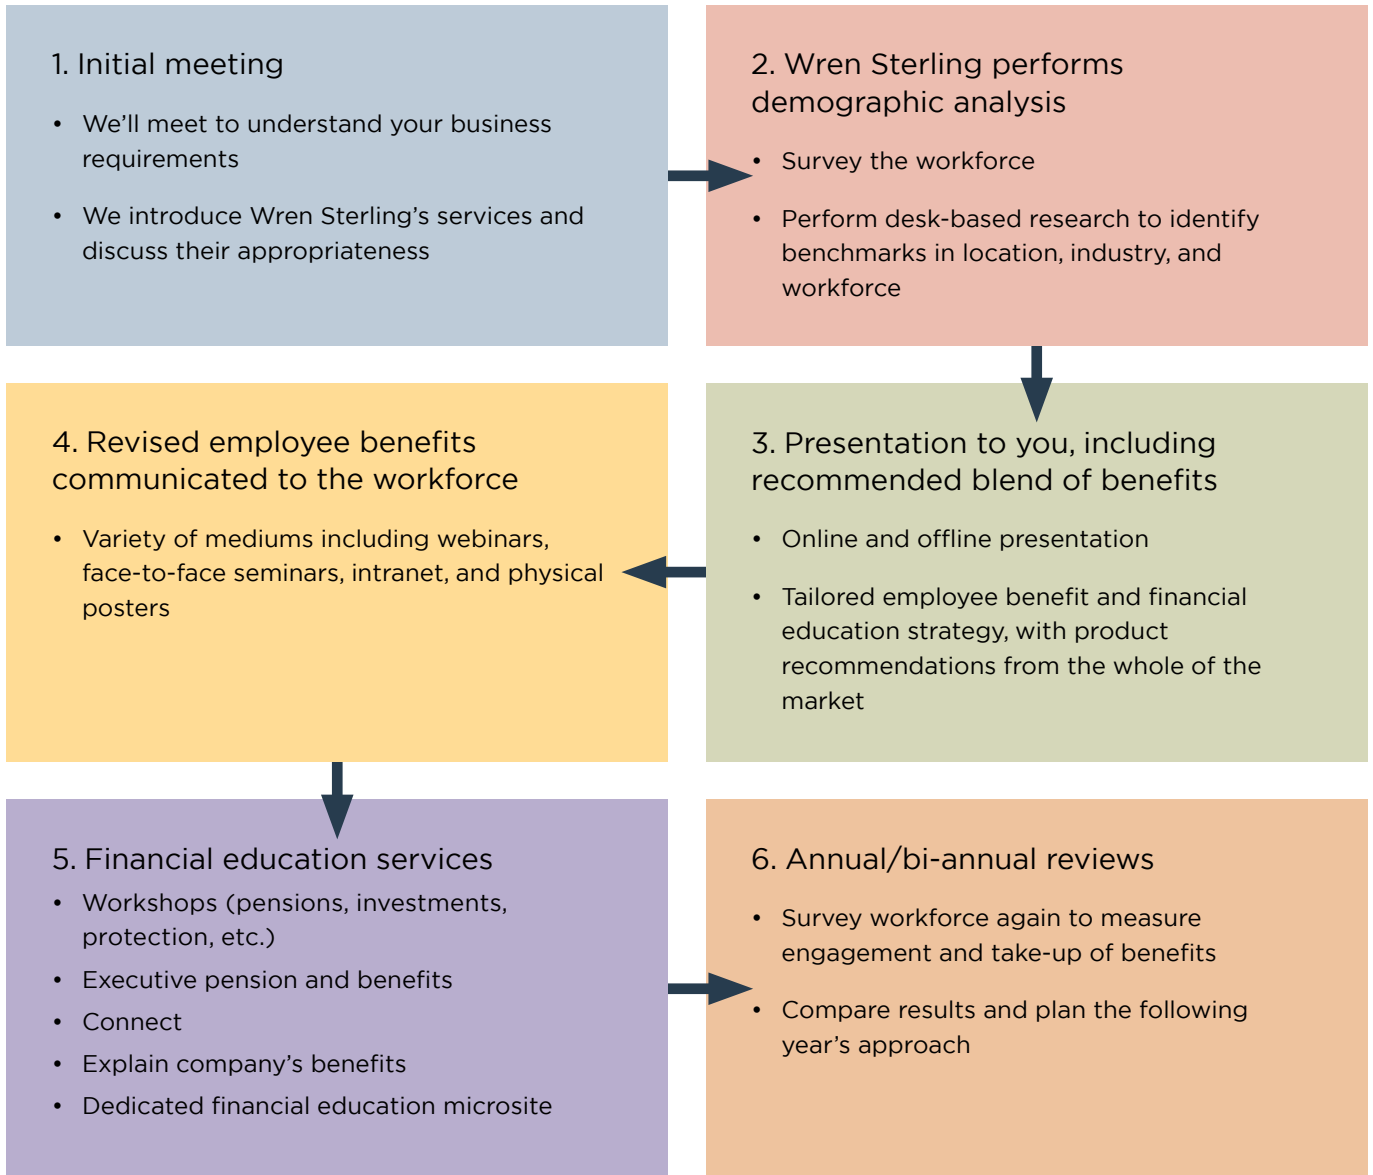 1. Initial meeting
• We’ll meet to understand your business
requirements
• We introduce Wren Sterling’s services and
discuss their appropriateness
2. Wren Sterling performs
demographic analysis
• Survey the workforce
• Perform desk-based research to identify
benchmarks in location, industry, and
workforce
3. Presentation to you, including
recommended blend of benefits
• Online and offline presentation
• Tailored employee benefit and financial
education strategy, with product
recommendations from the whole of the
market
4. Revised employee benefits
communicated to the workforce
• Variety of mediums including webinars,
face-to-face seminars, intranet, and physical
posters
5. Financial education services
• Workshops (pensions, investments,
protection, etc.)
• Executive pension and benefits
• Connect
• Explain company’s benefits
• Dedicated financial education microsite
6. Annual/bi-annual reviews
• Survey workforce again to measure
engagement and take-up of benefits
• Compare results and plan the following
year’s approach